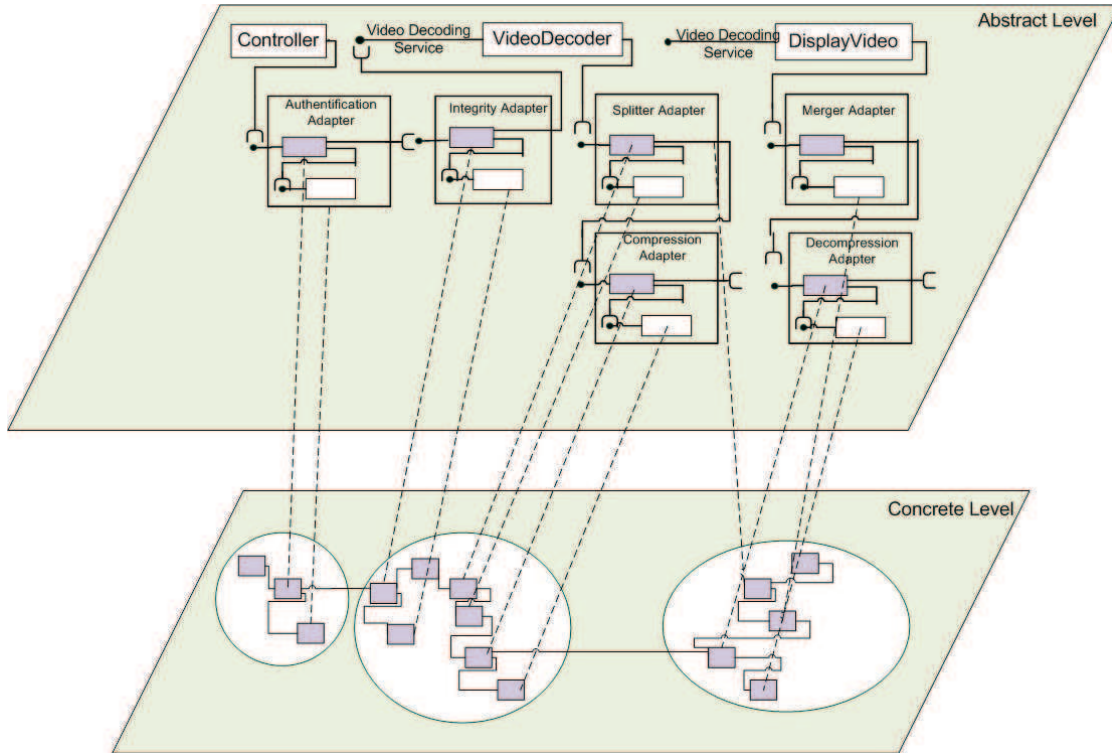 Abstract Level
Controller
Video Decoding
Service
VideoDecoder
Video Decoding
Service
DisplayVideo
Authentification
Adapter
Integrity Adapter
Splitter Adapter
Merger Adapter
Compression
Adapter
Decompression
Adapter
Concrete Level